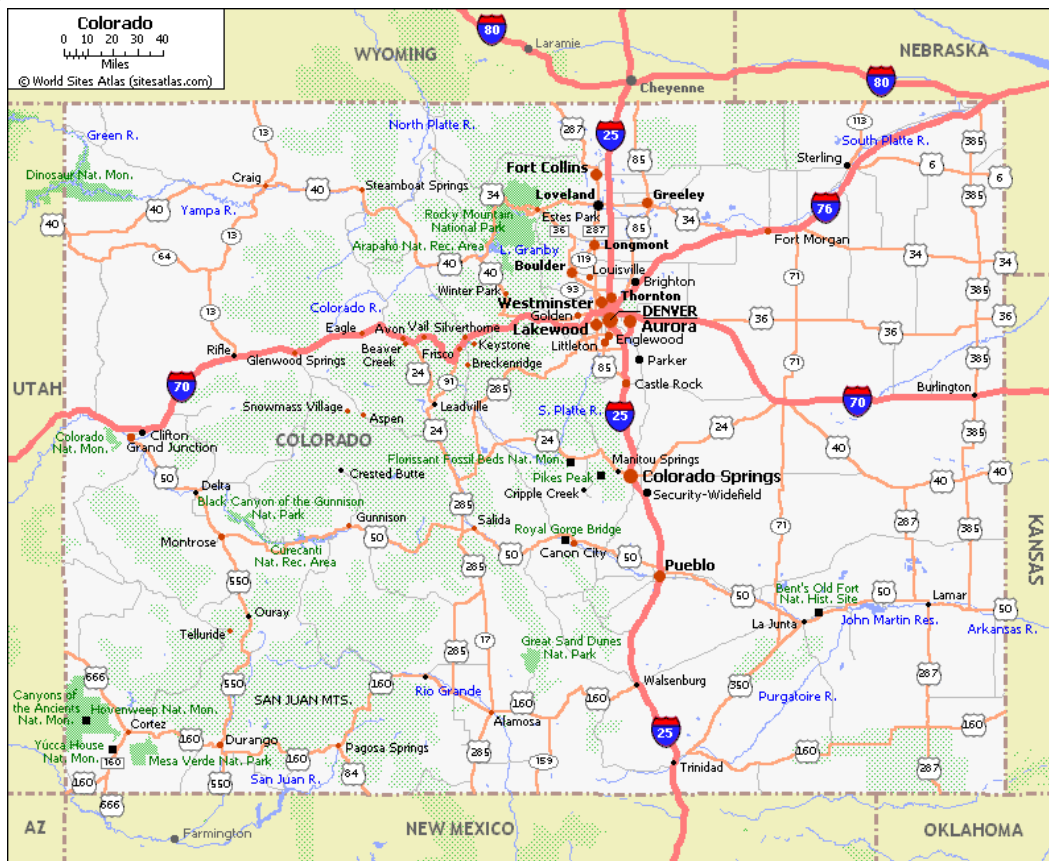 Colorado
0 10 20 30 40
Miles
© World Sites Atlas (sitesatlas.com)
80
Laramie
WYOMING
NEBRASKA
80
Cheyenne
13
Green R.
North Platte R.
287
25
85
113
South Platte R.
385
Sterling
6
6
Dinosaur Nat. Mon.
Craig
40
Steamboat Springs
Fort Collins
40
Yampa R.
34
Loveland
Greeley
76
385
40
Rocky Mountain
National Park
Estes Park
34
36
287
85
13
Arapaho Nat. Rec. Area
Longmont
Fort Morgan
64
L. Granby
119
34
34
40
Boulder
Louisville
71
40
Winter Park
93
Brighton
385
Colorado R.
Westminster
Thornton
13
Golden
DENVER
Eagle
Avon
Vail
Silverthorne
Lakewood
Aurora
36
36
36
Rifle
Beaver
Creek
Frisco
Keystone
Littleton
Englewood
Glenwood Springs
Breckenridge
85
Parker
71
UTAH
70
24
91
285
Castle Rock
Burlington
70
Snowmass Village
Aspen
Leadville
S. Platte R.
25
385
Colorado
Nat. Mon.
Clifton
Grand Junction
COLORADO
24
24
24
385
Florissant Fossil Beds Nat. Mon.
Manitou Springs
50
Crested Butte
Pikes Peak
Colorado Springs
40
40
Delta
Cripple Creek
Security-Widefield
Black Canyon of the Gunnison
Nat. Park
285
Gunnison
Salida
Royal Gorge Bridge
71
287
385
KANSAS
Montrose
Curecanti
Nat. Rec. Area
50
50
Canon City
50
285
Pueblo
550
Bent's Old Fort
Nat. Hist. Site
50
50
Lamar
50
Ouray
La Junta
John Martin Res.
Arkansas R.
Telluride
17
285
Great Sand Dunes
Nat. Park
666
550
160
Walsenburg
350
287
Canyons of
the Ancients
Nat. Mon.
Hovenweep Nat. Mon.
SAN JUAN MTS.
Rio Grande
160
160
Purgatoire R.
Cortez
Alamosa
25
Yucca House
Nat. Mon.
160
Durango
160
Pagosa Springs
285
159
160
160
Mesa Verde Nat. Park
Trinidad
160
550
San Juan R.
84
287
666
AZ
Farmington
NEW MEXICO
OKLAHOMA